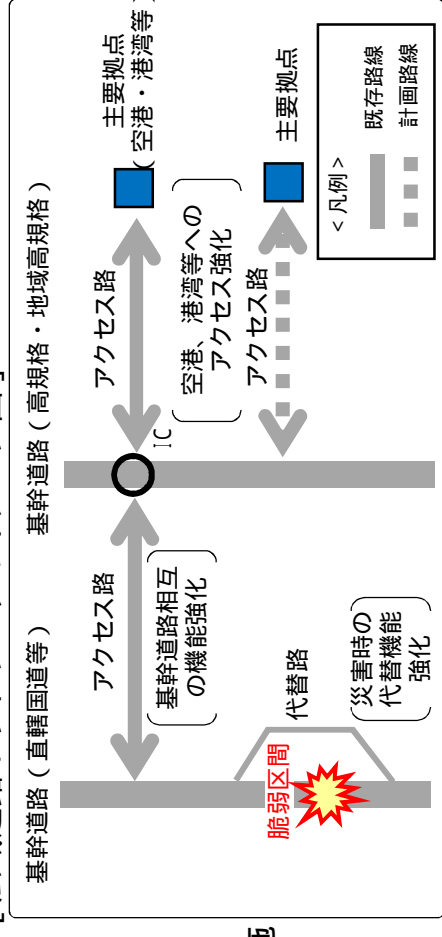 基幹道路（直轄国道等）
基幹道路（高規格・地域高規格）
主要拠点
（空港・港湾等）
アクセス路
アクセス路
IC
基幹道路相互
の機能強化
空港、港湾等への
アクセス強化
アクセス路
主要拠点
脆弱区間
代替路
災害時の
代替機能
強化
＜凡例＞
既存路線
計画路線